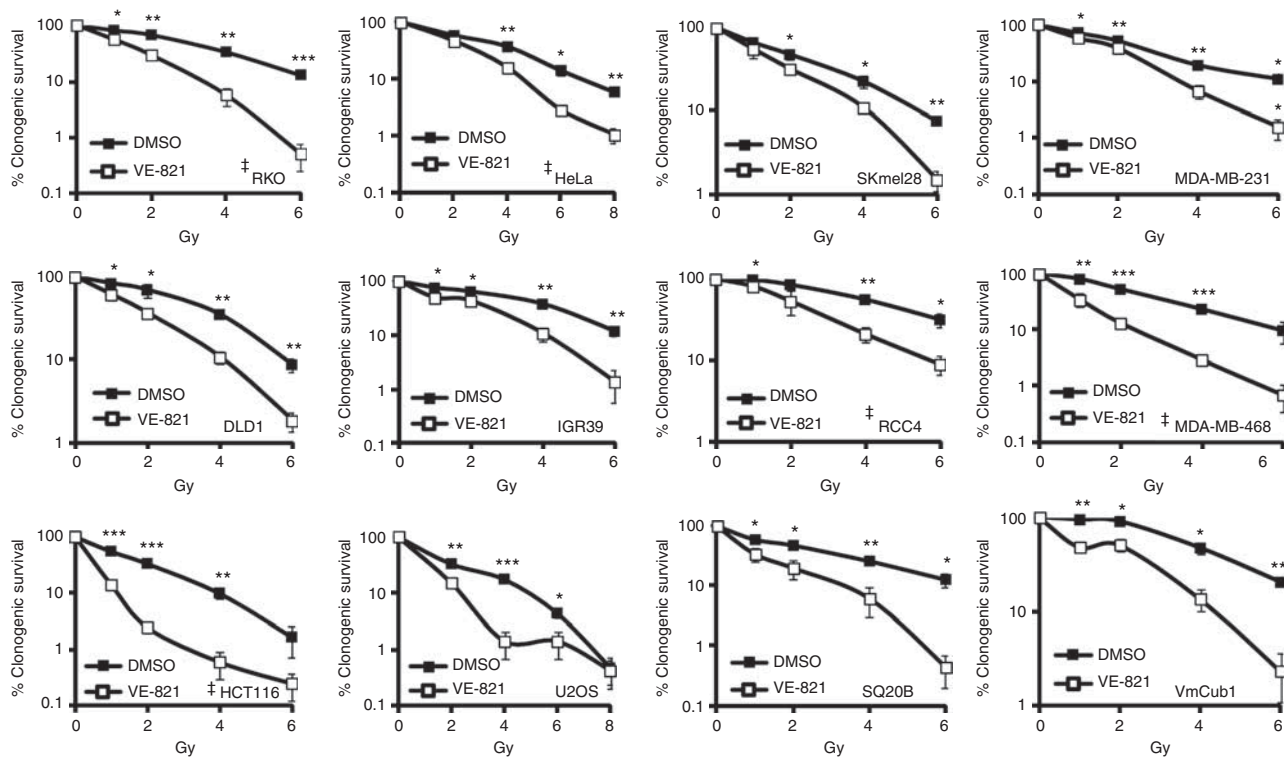 % Clonogenic survival
100
10
1
0.1
* ** ** ***
DMSO
VE-821
‡ RKO
0 2 4 6
Gy
% Clonogenic survival
100
10
1
0.1
** * **
DMSO
VE-821
‡ HeLa
0 2 4 6 8
Gy
% Clonogenic survival
100
10
1
* * **
DMSO
VE-821
SKmel28
0 2 4 6
Gy
% Clonogenic survival
100
10
1
0.1
* ** ** *
*
DMSO
VE-821
MDA-MB-231
0 2 4 6
Gy
% Clonogenic survival
100
10
1
* * ** **
DMSO
VE-821
DLD1
0 2 4 6
Gy
% Clonogenic survival
100
10
1
0.1
* * ** **
DMSO
VE-821
IGR39
0 2 4 6
Gy
% Clonogenic survival
100
10
1
* ** *
DMSO
VE-821
‡ RCC4
0 2 4 6
Gy
% Clonogenic survival
100
10
1
0.1
** *** ***
DMSO
VE-821
‡ MDA-MB-468
0 2 4 6
Gy
% Clonogenic survival
100
10
1
0.1
*** *** **
DMSO
VE-821
‡ HCT116
0 2 4 6
Gy
% Clonogenic survival
100
10
1
0.1
** *** *
DMSO
VE-821
U2OS
0 2 4 6 8
Gy
% Clonogenic survival
100
10
1
0.1
* * ** *
DMSO
VE-821
SQ20B
0 2 4 6
Gy
% Clonogenic survival
100
10
1
** * * **
DMSO
VE-821
VmCub1
0 2 4 6
Gy